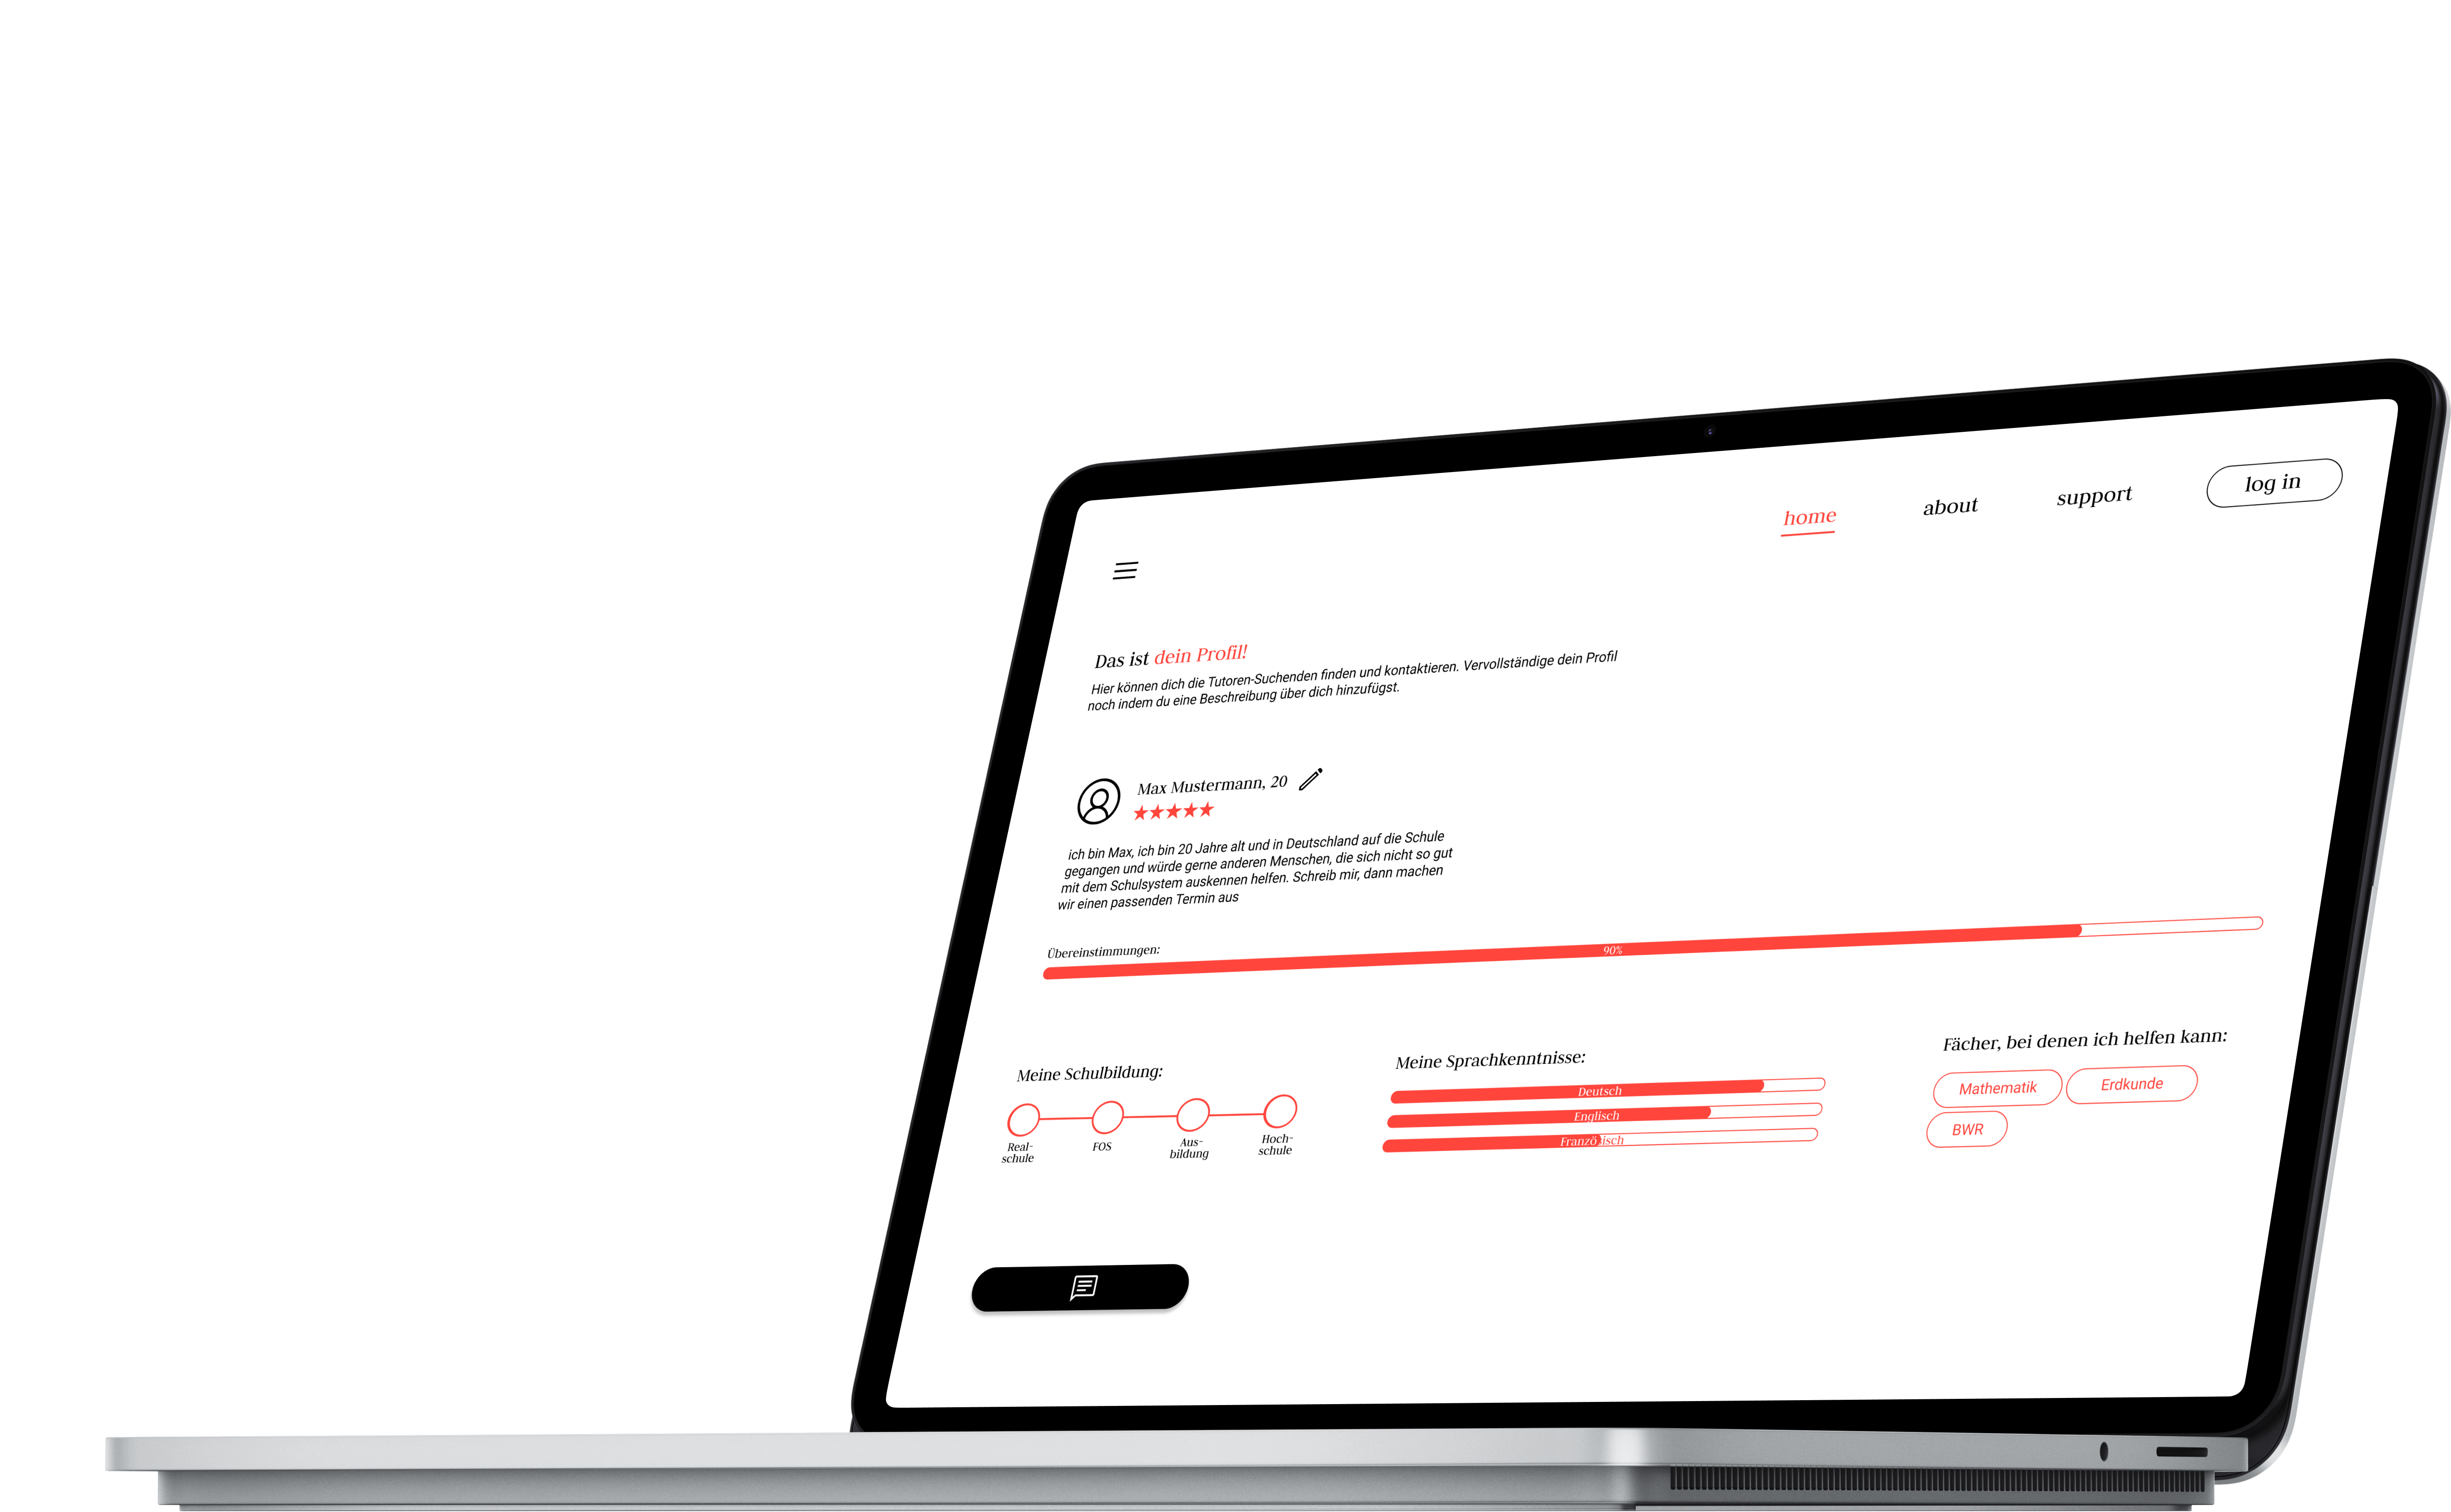 home
about
support
log in
Das ist dein Profil!
Hier können dich die Tutoren-Suchenden finden und kontaktieren. Vervollständige dein Profil
noch indem du eine Beschreibung über dich hinzufügst.
Max Mustermann, 20
ich bin Max, ich bin 20 Jahre alt und in Deutschland auf die Schule
gegangen und würde gerne anderen Menschen, die sich nicht so gut
mit dem Schulsystem auskennen helfen. Schreib mir, dann machen
wir einen passenden Termin aus
Übereinstimmungen:
90%
Meine Schulbildung:
Real-
schule
FOS
Aus-
bildung
Hoch-
schule
Meine Sprachkenntnisse:
Deutsch
Englisch
Französisch
Fächer, bei denen ich helfen kann:
Mathematik
Erdkunde
BWR